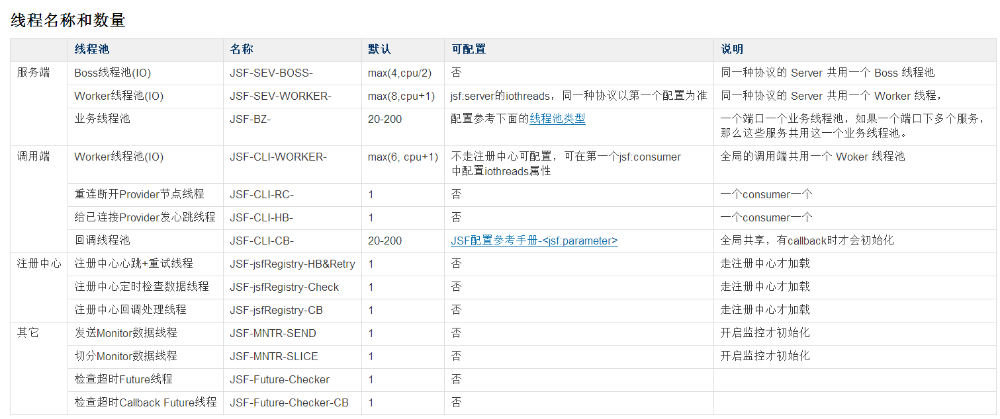 线程名称和数量
线程池 名称 默认 可配置 说明
服务端 Boss线程池(IO) JSF-SEV-BOSS- max(4,cpu/2) 否 同一种协议的 Server 共用一个 Boss 线程池
Worker线程池(IO) JSF-SEV-WORKER- max(8,cpu+1) jsf:server的iothreads，同一种协议以第一个配置为准 同一种协议的 Server 共用一个 Worker 线程，
业务线程池 JSF-BZ- 20-200 配置参考下面的线程池类型 一个端口一个业务线程池，如果一个端口下多个服务，
那么这些服务共用这一个业务线程池。
调用端 Worker线程池(IO) JSF-CLI-WORKER- max(6, cpu+1) 不走注册中心可配置，可在第一个jsf:consumer 全局的调用端共用一个 Woker 线程池
中配置iothreads属性
重连断开Provider节点线程 JSF-CLI-RC- 1 否 一个consumer一个
给已连接Provider发心跳线程 JSF-CLI-HB- 1 否 一个consumer一个
回调线程池 JSF-CLI-CB- 20-200 JSF配置参考手册-<jsf:parameter> 全局共享，有callback时才会初始化
注册中心 注册中心心跳+重试线程 JSF-jsfRegistry-HB&Retry 1 否 走注册中心才加载
注册中心定时检查数据线程 JSF-jsfRegistry-Check 1 否 走注册中心才加载
注册中心回调处理线程 JSF-jsfRegistry-CB 1 否 走注册中心才加载
其它 发送Monitor数据线程 JSF-MNTR-SEND 1 否 开启监控才初始化
切分Monitor数据线程 JSF-MNTR-SLICE 1 否 开启监控才初始化
检查超时Future线程 JSF-Future-Checker 1 否
检查超时Callback Future线程 JSF-Future-Checker-CB 1 否